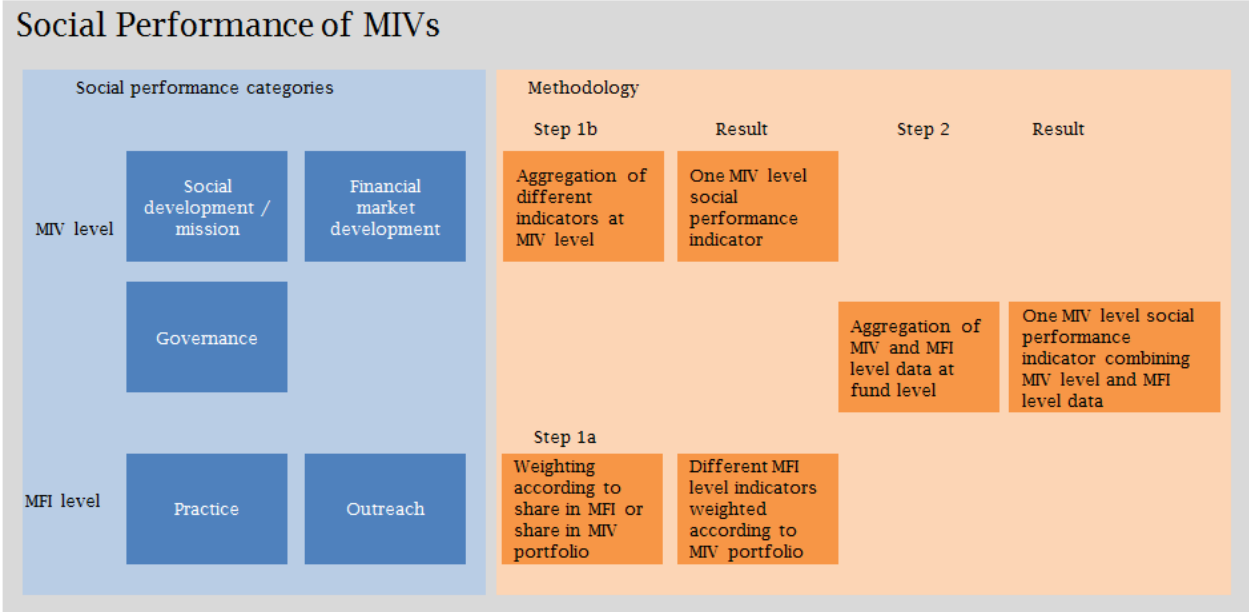 Social Performance of MIVs
Social performance categories
MIV level
Social
development /
mission
Financial
market
development
Governance
MFI level
Practice
Outreach
Methodology
Step 1b
Result
Step 2
Result
Aggregation of
different
indicators at
MIV level
One MIV level
social
performance
indicator
Aggregation of
MIV and MFI
level data at
fund level
One MIV level social
performance
indicator combining
MIV level and MFI
level data
Step 1a
Weighting
according to
share in MFI or
share in MIV
portfolio
Different MFI
level indicators
weighted
according to
MIV portfolio